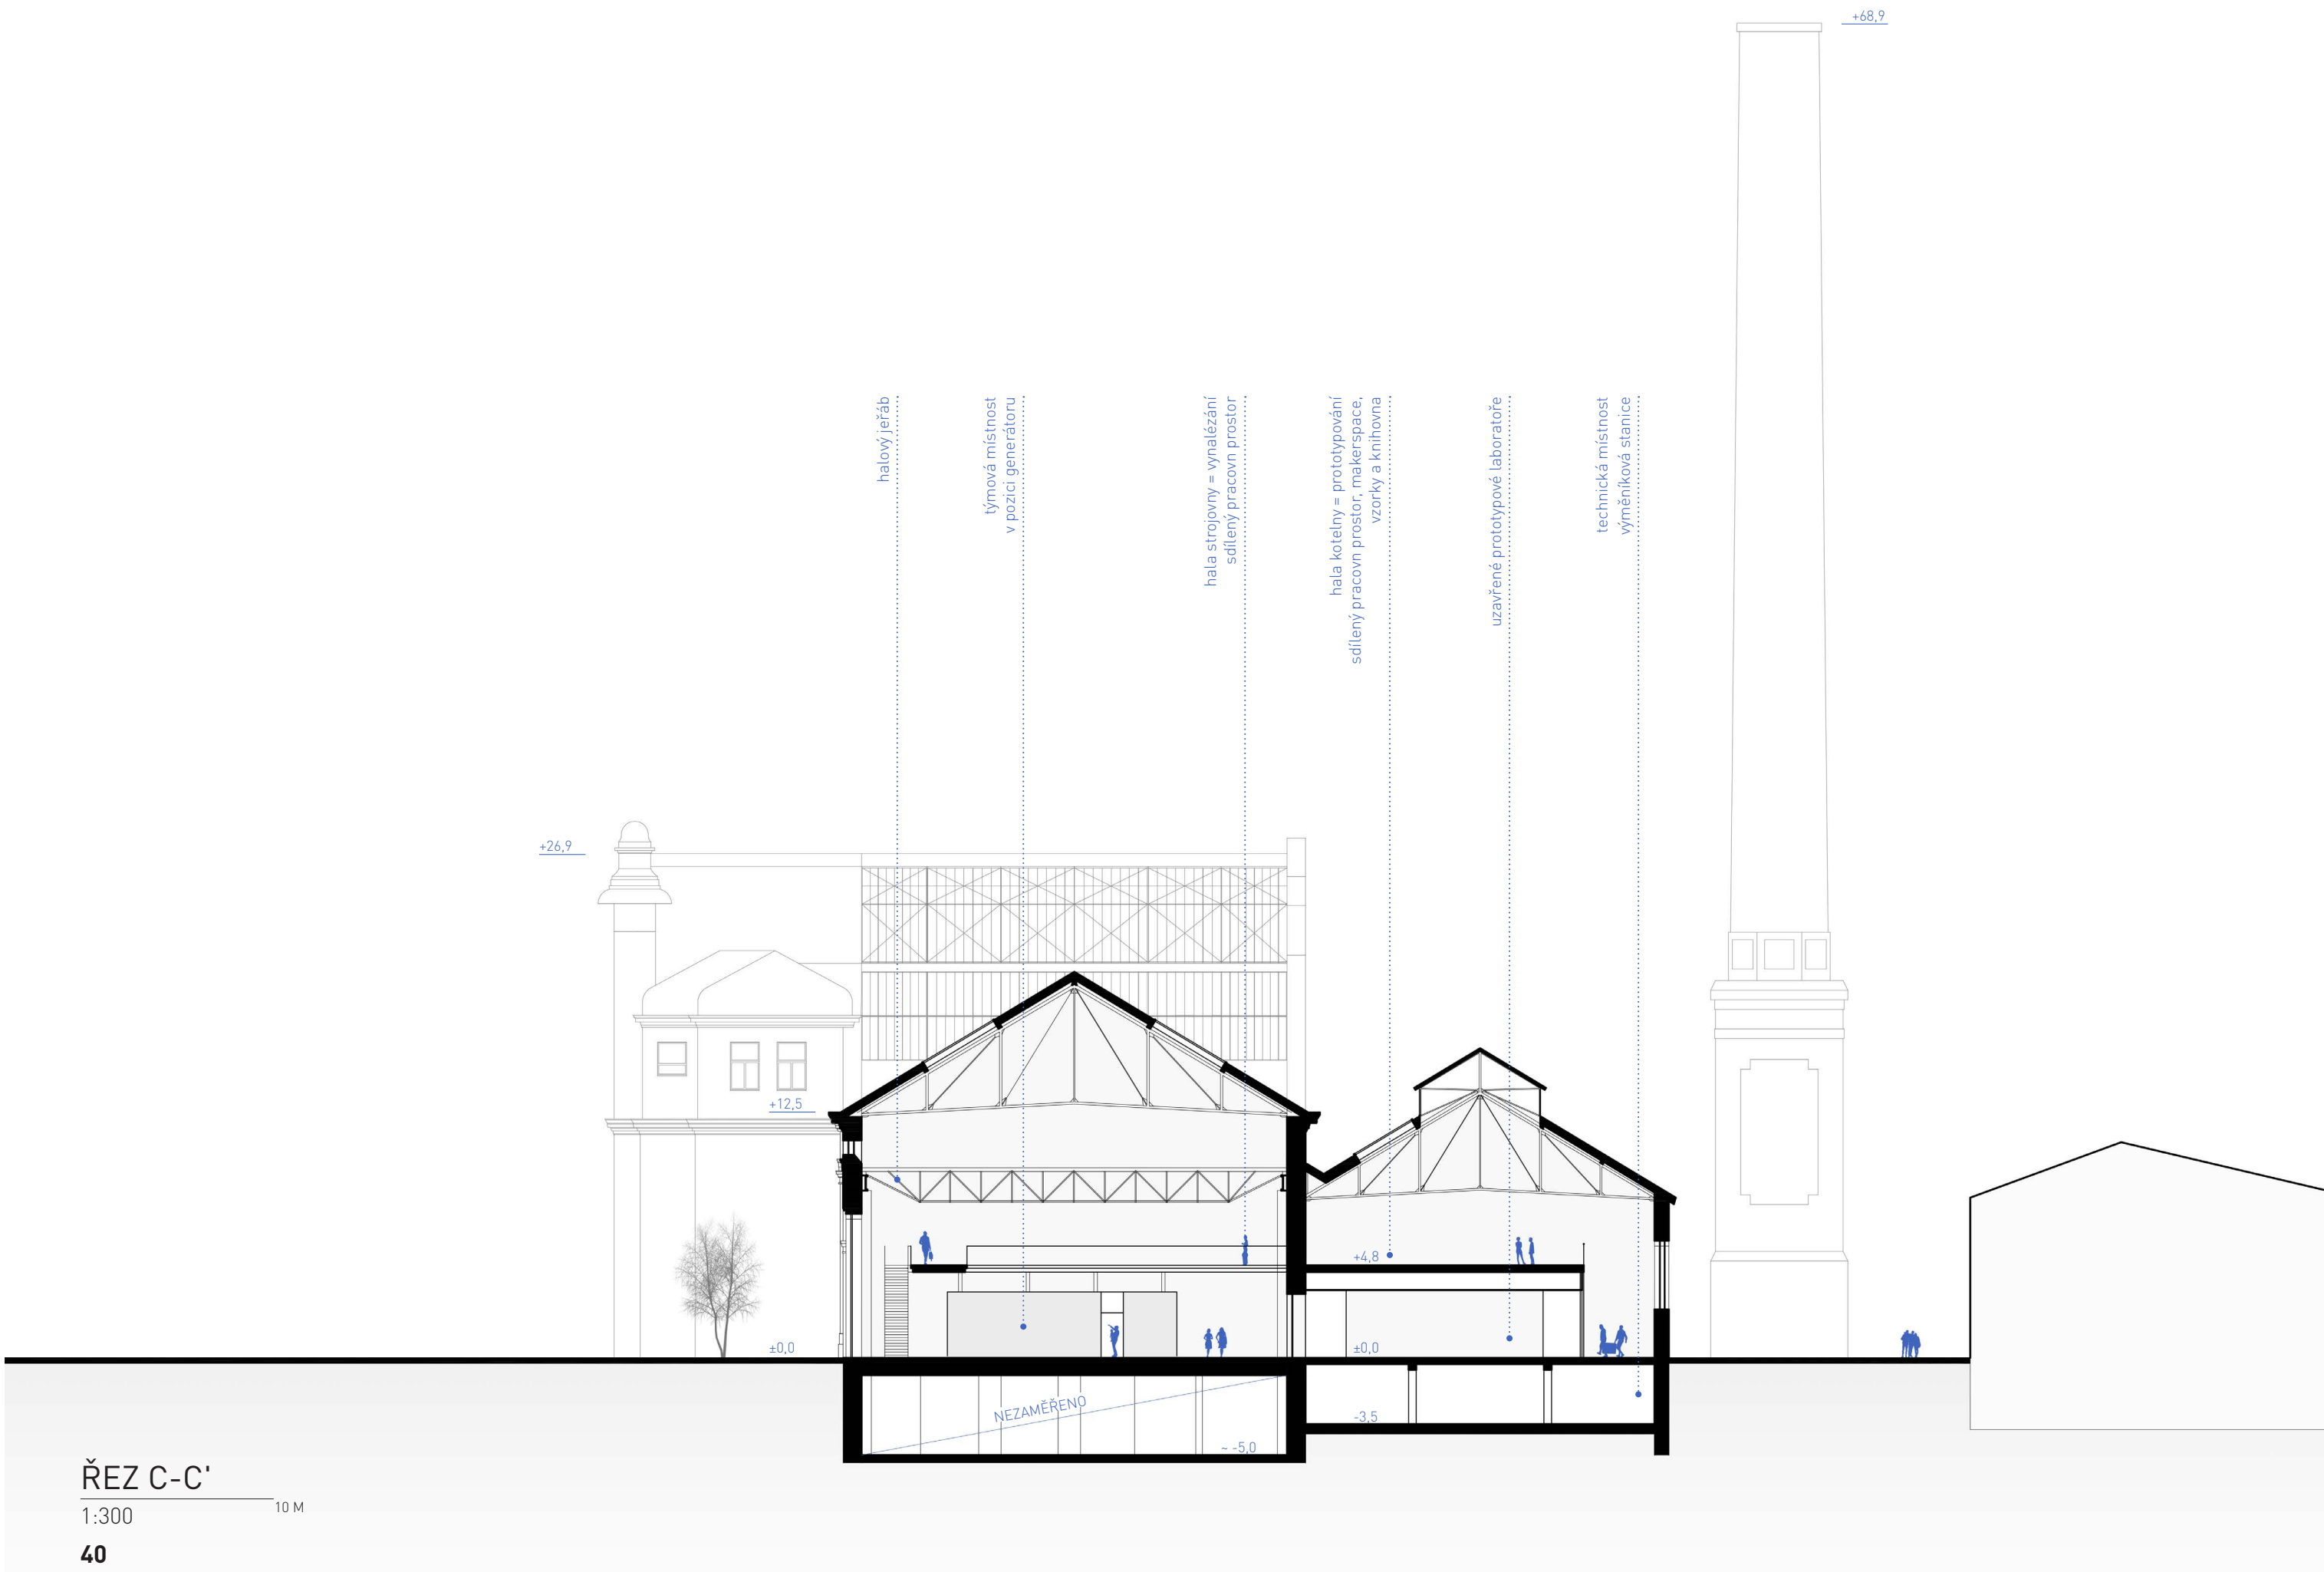 +68,9
halový jeřáb
týmová místnost
v pozici generátoru
hala strojovny = vynalézání
sdílený pracovn prostor
hala kotelny = prototypování
sdílený pracovn prostor, makerspace,
vzorky a knihovna
uzavřené prototypové laboratoře
technická místnost
výměníková stanice
+26,9
+12,5
+4,8
±0,0
±0,0
NEZAMĚŘENO
-3,5
~ -5,0
ŘEZ C-C'
10 M
1:300
40